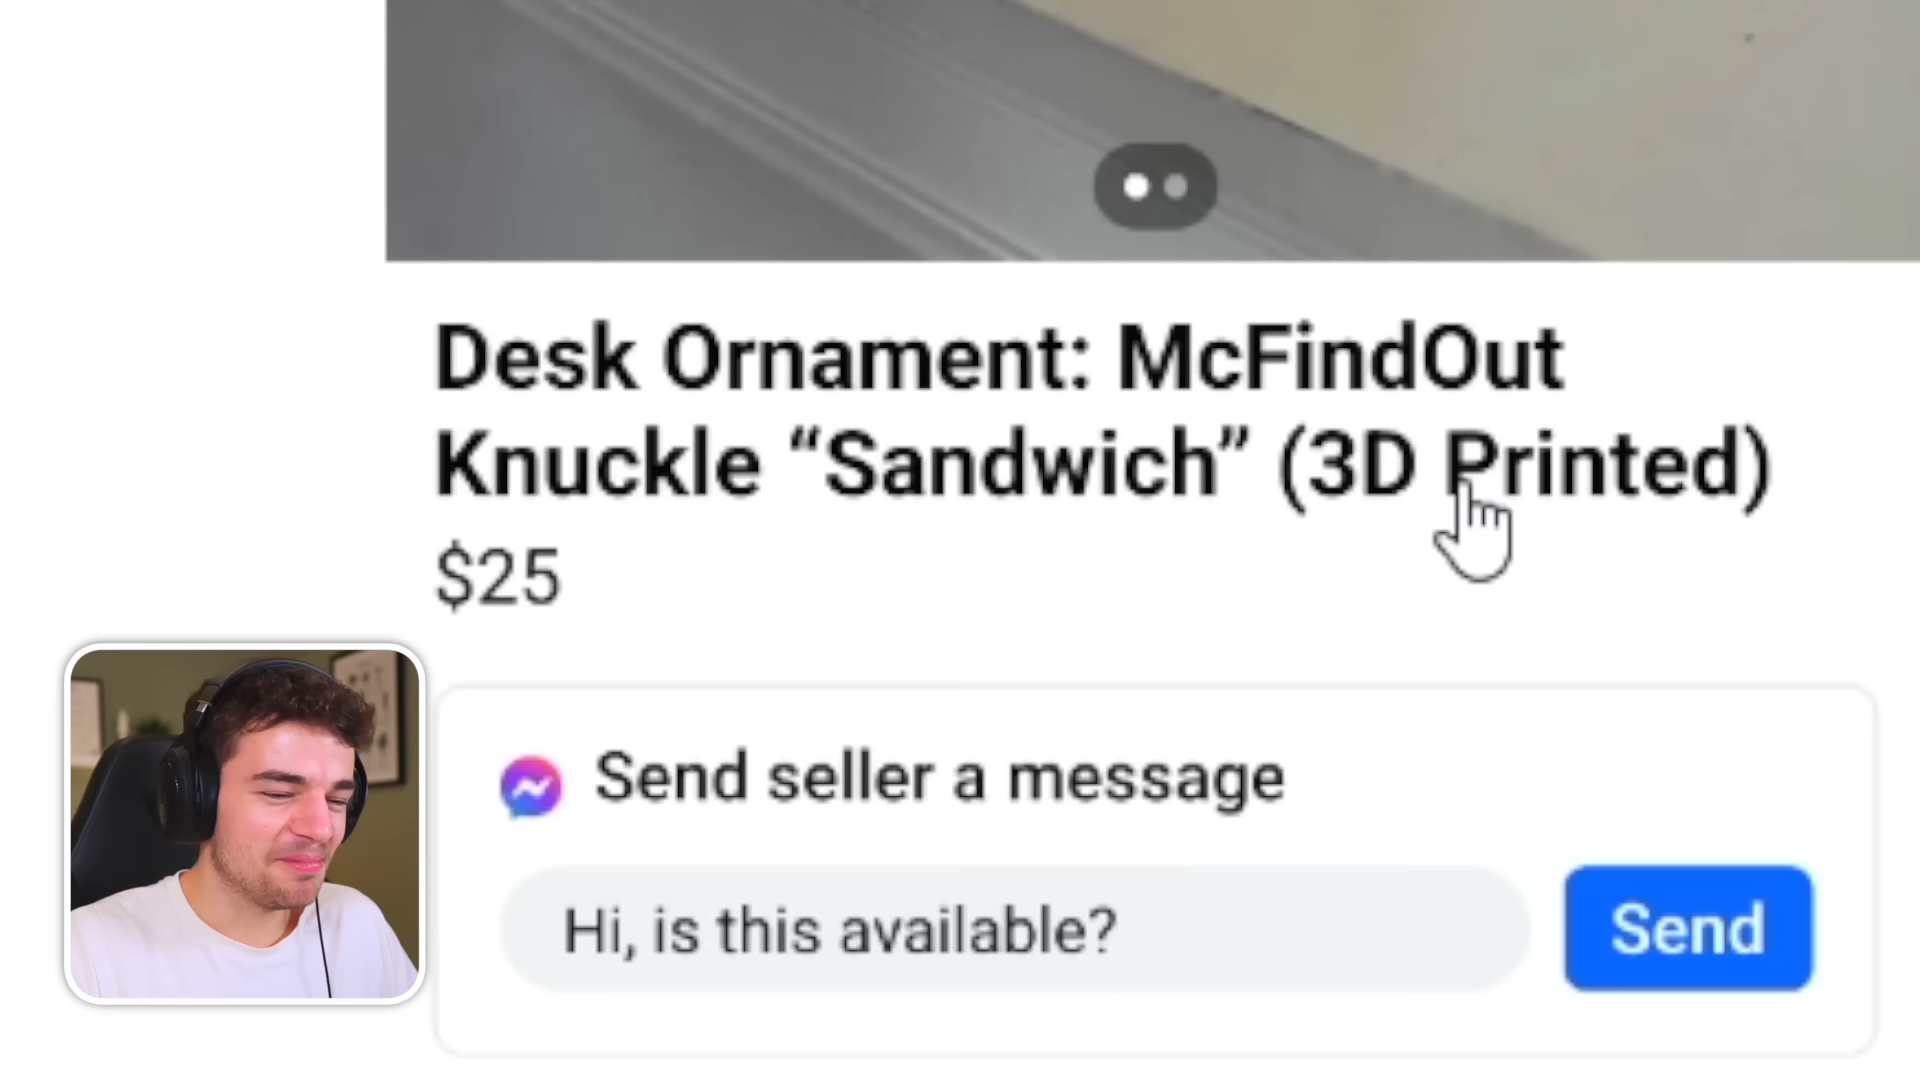 Desk Ornament: McFindOut
Knuckle “Sandwich” (3D Printed)
$25
Send seller a message
Hi, is this available?
Send